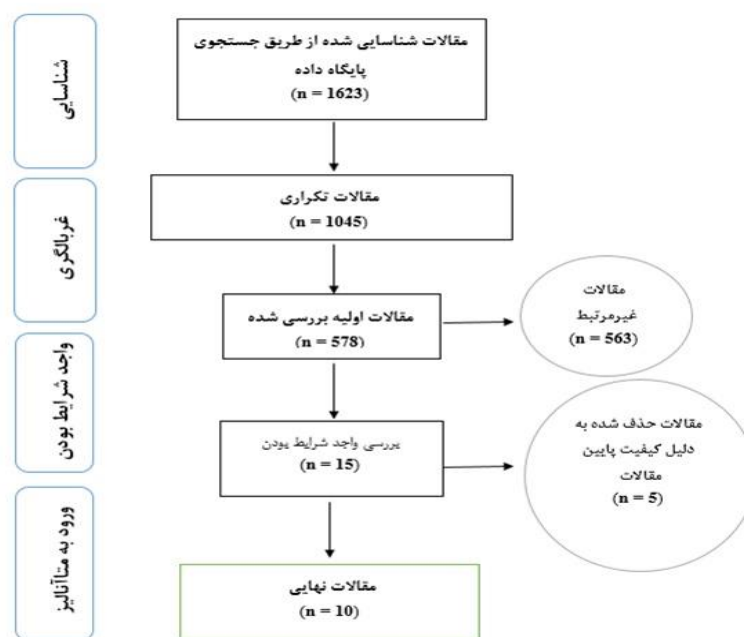 شناسایی
مقالات شناسایی شده از طریق جستجوی
پایگاه داده
(n = 1623)
غربالگری
مقالات تکراری
(n = 1045)
مقالات اولیه بررسی شده
(n = 578)
مقالات
غیرمرتبط
(n = 563)
واجد شرایط بودن
بررسی واجد شرایط بودن
(n = 15)
مقالات حذف شده به
دلیل کیفیت پایین
مقالات
(n = 5)
ورود به متاآنالیز
مقالات نهایی
(n = 10)